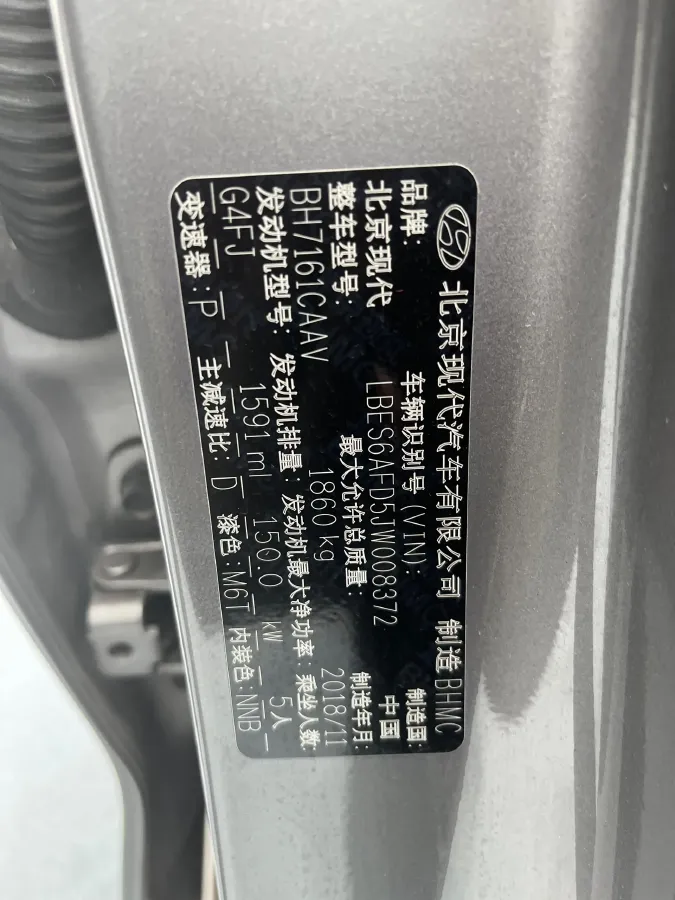 北京现代汽车有限公司 制造 BHMC
品牌: 车辆识别号 (VIN): 制造国:
北京现代 LBES6AFD5JW008372 中国
整车型号: 最大允许总质量: 制造年月:
BH7161CAAV 1860 kg 2018/11
发动机型号: 发动机排量: 发动机最大净功率: 乘坐人数:
G4FJ 1591 ml 150.0 kW 5人
变速器: P 主减速比: D 漆色: M6T 内装色: NNB